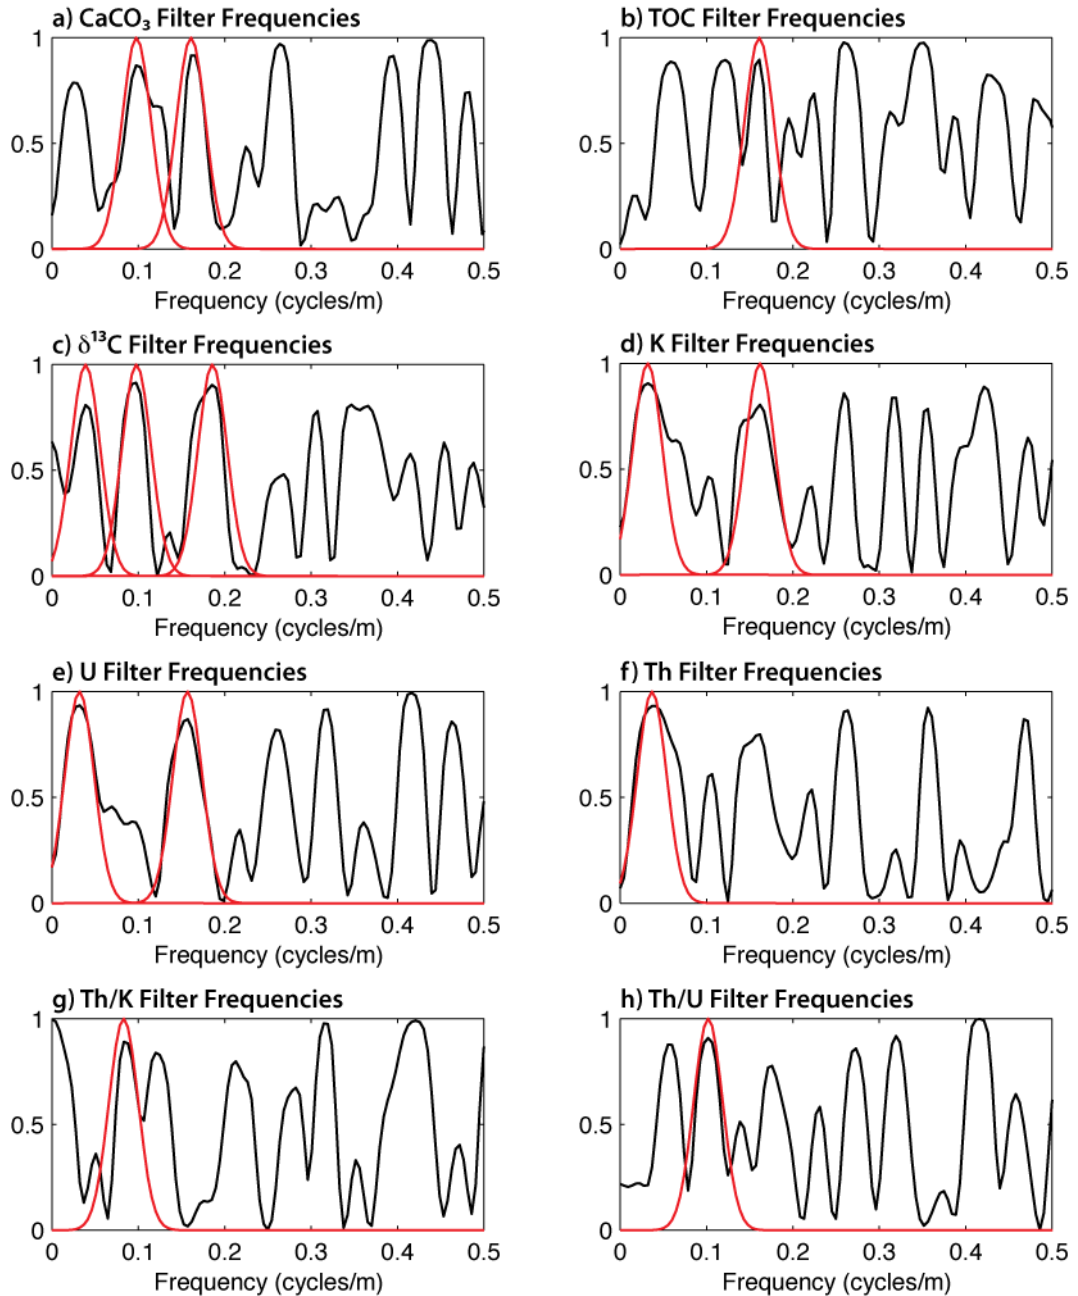 a) CaCO₃ Filter Frequencies
1
0.5
0
0 0.1 0.2 0.3 0.4 0.5
Frequency (cycles/m)
b) TOC Filter Frequencies
1
0.5
0
0 0.1 0.2 0.3 0.4 0.5
Frequency (cycles/m)
c) δ¹³C Filter Frequencies
1
0.5
0
0 0.1 0.2 0.3 0.4 0.5
Frequency (cycles/m)
d) K Filter Frequencies
1
0.5
0
0 0.1 0.2 0.3 0.4 0.5
Frequency (cycles/m)
e) U Filter Frequencies
1
0.5
0
0 0.1 0.2 0.3 0.4 0.5
Frequency (cycles/m)
f) Th Filter Frequencies
1
0.5
0
0 0.1 0.2 0.3 0.4 0.5
Frequency (cycles/m)
g) Th/K Filter Frequencies
1
0.5
0
0 0.1 0.2 0.3 0.4 0.5
Frequency (cycles/m)
h) Th/U Filter Frequencies
1
0.5
0
0 0.1 0.2 0.3 0.4 0.5
Frequency (cycles/m)